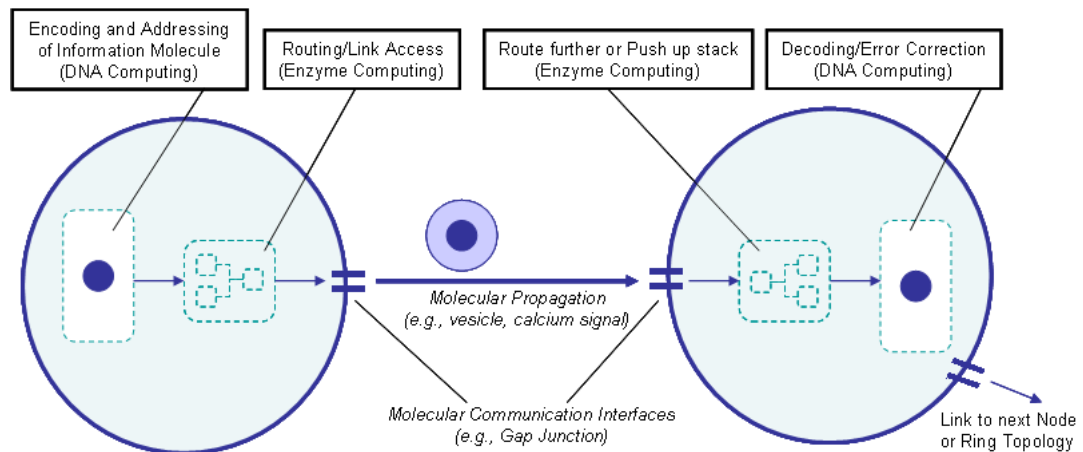 Encoding and Addressing
of Information Molecule
(DNA Computing)
Routing/Link Access
(Enzyme Computing)
Route further or Push up stack
(Enzyme Computing)
Decoding/Error Correction
(DNA Computing)
Molecular Propagation
(e.g., vesicle, calcium signal)
Molecular Communication Interfaces
(e.g., Gap Junction)
Link to next Node
or Ring Topology